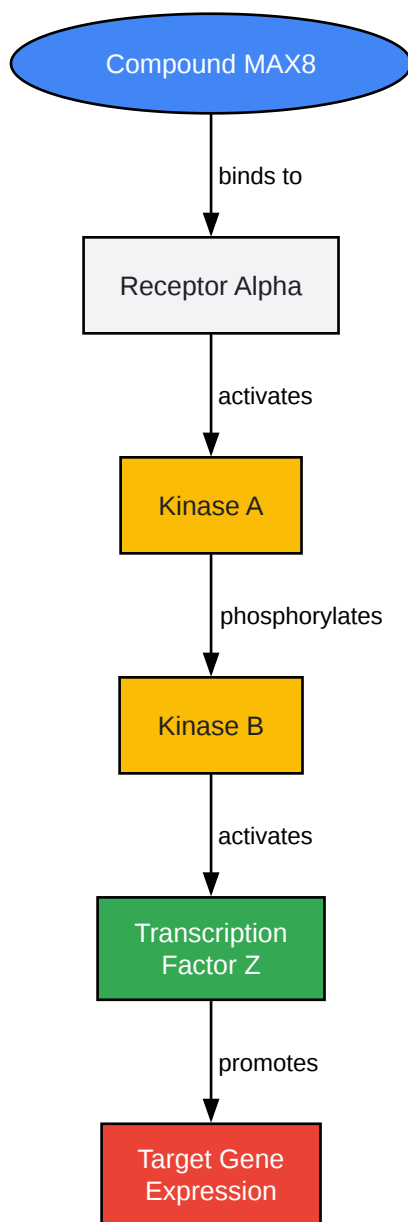 Compound MAX8
binds to
Receptor Alpha
activates
Kinase A
phosphorylates
Kinase B
activates
Transcription
Factor Z
promotes
Target Gene
Expression